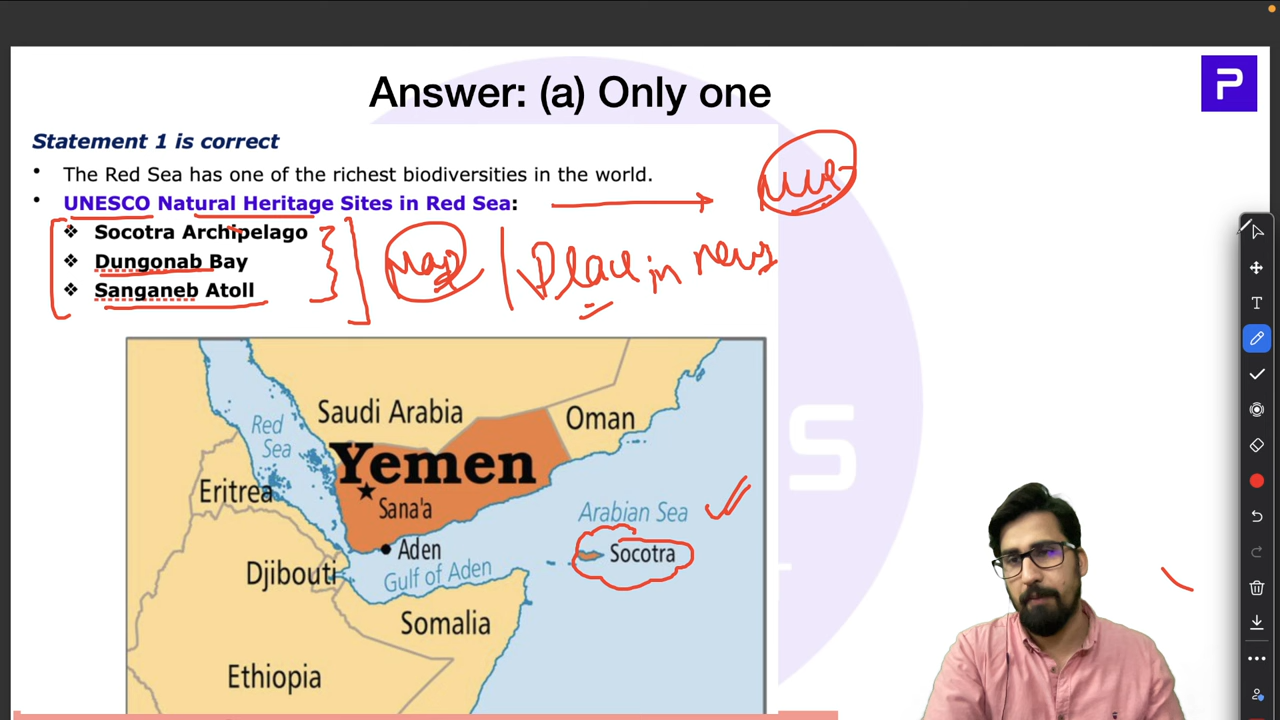 Answer: (a) Only one
Statement 1 is correct
• The Red Sea has one of the richest biodiversities in the world.
• UNESCO Natural Heritage Sites in Red Sea:
❖ Socotra Archipelago
❖ Dungonab Bay
❖ Sanganeb Atoll
Map | Place in news
Saudi Arabia
Oman
Red
Sea
Yemen
Eritrea
Sana'a
Arabian Sea
Aden
Socotra
Djibouti
Gulf of Aden
Somalia
Ethiopia
P
S
T